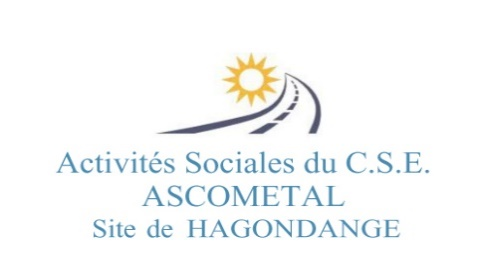 Activités Sociales du C.S.E.
ASCOMETAL
Site de HAGONDANGE